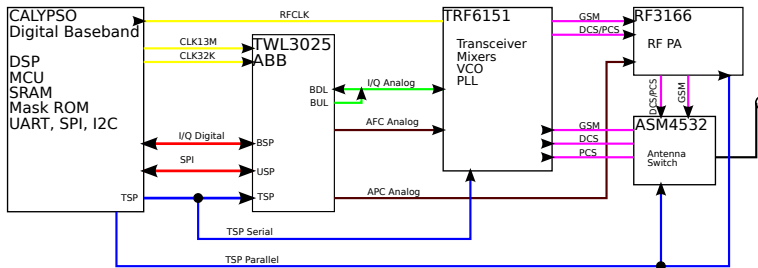 CALYPSO
Digital Baseband
DSP
MCU
SRAM
Mask ROM
UART, SPI, I2C
TSP
RFCLK
CLK13M
CLK32K
I/Q Digital
SPI
TWL3025
ABB
BDL
BUL
BSP
USP
TSP
I/Q Analog
AFC Analog
APC Analog
TSP Serial
TSP Parallel
TRF6151
Transceiver
Mixers
VCO
PLL
GSM
DCS/PCS
RF3166
RF PA
DCS/PCS
GSM
GSM
DCS
PCS
ASM4532
Antenna
Switch